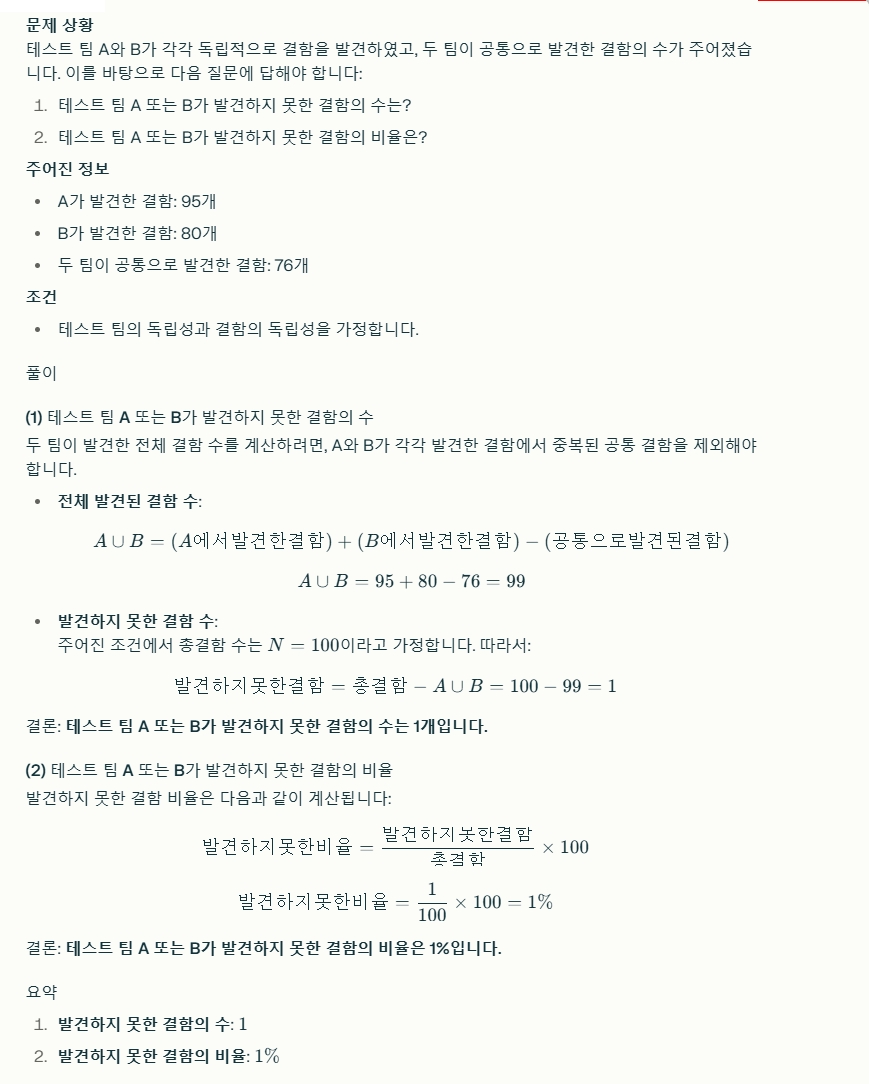 문제 상황
테스트 팀 A와 B가 각각 독립적으로 결함을 발견하였고, 두 팀이 공통으로 발견한 결함의 수가 주어졌습
니다. 이를 바탕으로 다음 질문에 답해야 합니다:
1. 테스트 팀 A 또는 B가 발견하지 못한 결함의 수는?
2. 테스트 팀 A 또는 B가 발견하지 못한 결함의 비율은?
주어진 정보
• A가 발견한 결함: 95개
• B가 발견한 결함: 80개
• 두 팀이 공통으로 발견한 결함: 76개
조건
• 테스트 팀의 독립성과 결함의 독립성을 가정합니다.
풀이
(1) 테스트 팀 A 또는 B가 발견하지 못한 결함의 수
두 팀이 발견한 전체 결함 수를 계산하려면, A와 B가 각각 발견한 결함에서 중복된 공통 결함을 제외해야
합니다.
• 전체 발견된 결함 수:
A ∪ B = (A에서발견한결함) + (B에서발견한결함) − (공통으로발견된결함)
A ∪ B = 95 + 80 − 76 = 99
• 발견하지 못한 결함 수:
주어진 조건에서 총결함 수는 N = 100이라고 가정합니다. 따라서:
발견하지못한결함 = 총결함 − A ∪ B = 100 − 99 = 1
결론: 테스트 팀 A 또는 B가 발견하지 못한 결함의 수는 1개입니다.
(2) 테스트 팀 A 또는 B가 발견하지 못한 결함의 비율
발견하지 못한 결함 비율은 다음과 같이 계산됩니다:
발견하지못한비율 = 발견하지못한결함 / 총결함 × 100
발견하지못한비율 = 1 / 100 × 100 = 1%
결론: 테스트 팀 A 또는 B가 발견하지 못한 결함의 비율은 1%입니다.
요약
1. 발견하지 못한 결함의 수: 1
2. 발견하지 못한 결함의 비율: 1%